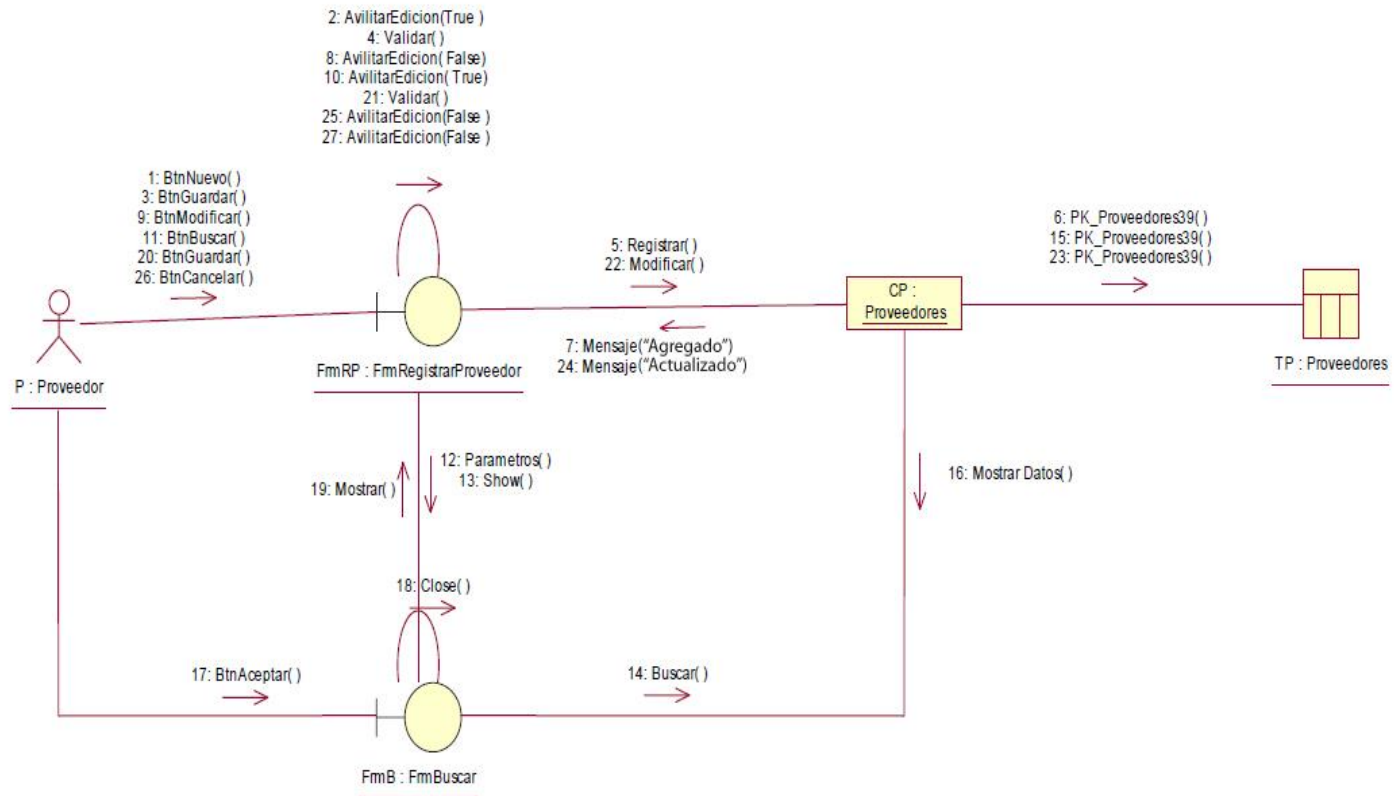 2: AvilitarEdicion(True )
4: Validar( )
8: AvilitarEdicion( False)
10: AvilitarEdicion( True)
21: Validar( )
25: AvilitarEdicion(False )
27: AvilitarEdicion(False )
1: BtnNuevo( )
3: BtnGuardar( )
9: BtnModificar( )
11: BtnBuscar( )
20: BtnGuardar( )
26: BtnCancelar( )
5: Registrar( )
22: Modificar( )
6: PK_Proveedores39( )
15: PK_Proveedores39( )
23: PK_Proveedores39( )
CP :
Proveedores
7: Mensaje(“Agregado”)
24: Mensaje(“Actualizado”)
P : Proveedor
FrmRP : FrmRegistrarProveedor
TP : Proveedores
12: Parametros( )
13: Show( )
19: Mostrar( )
16: Mostrar Datos( )
18: Close( )
17: BtnAceptar( )
14: Buscar( )
FrmB : FrmBuscar